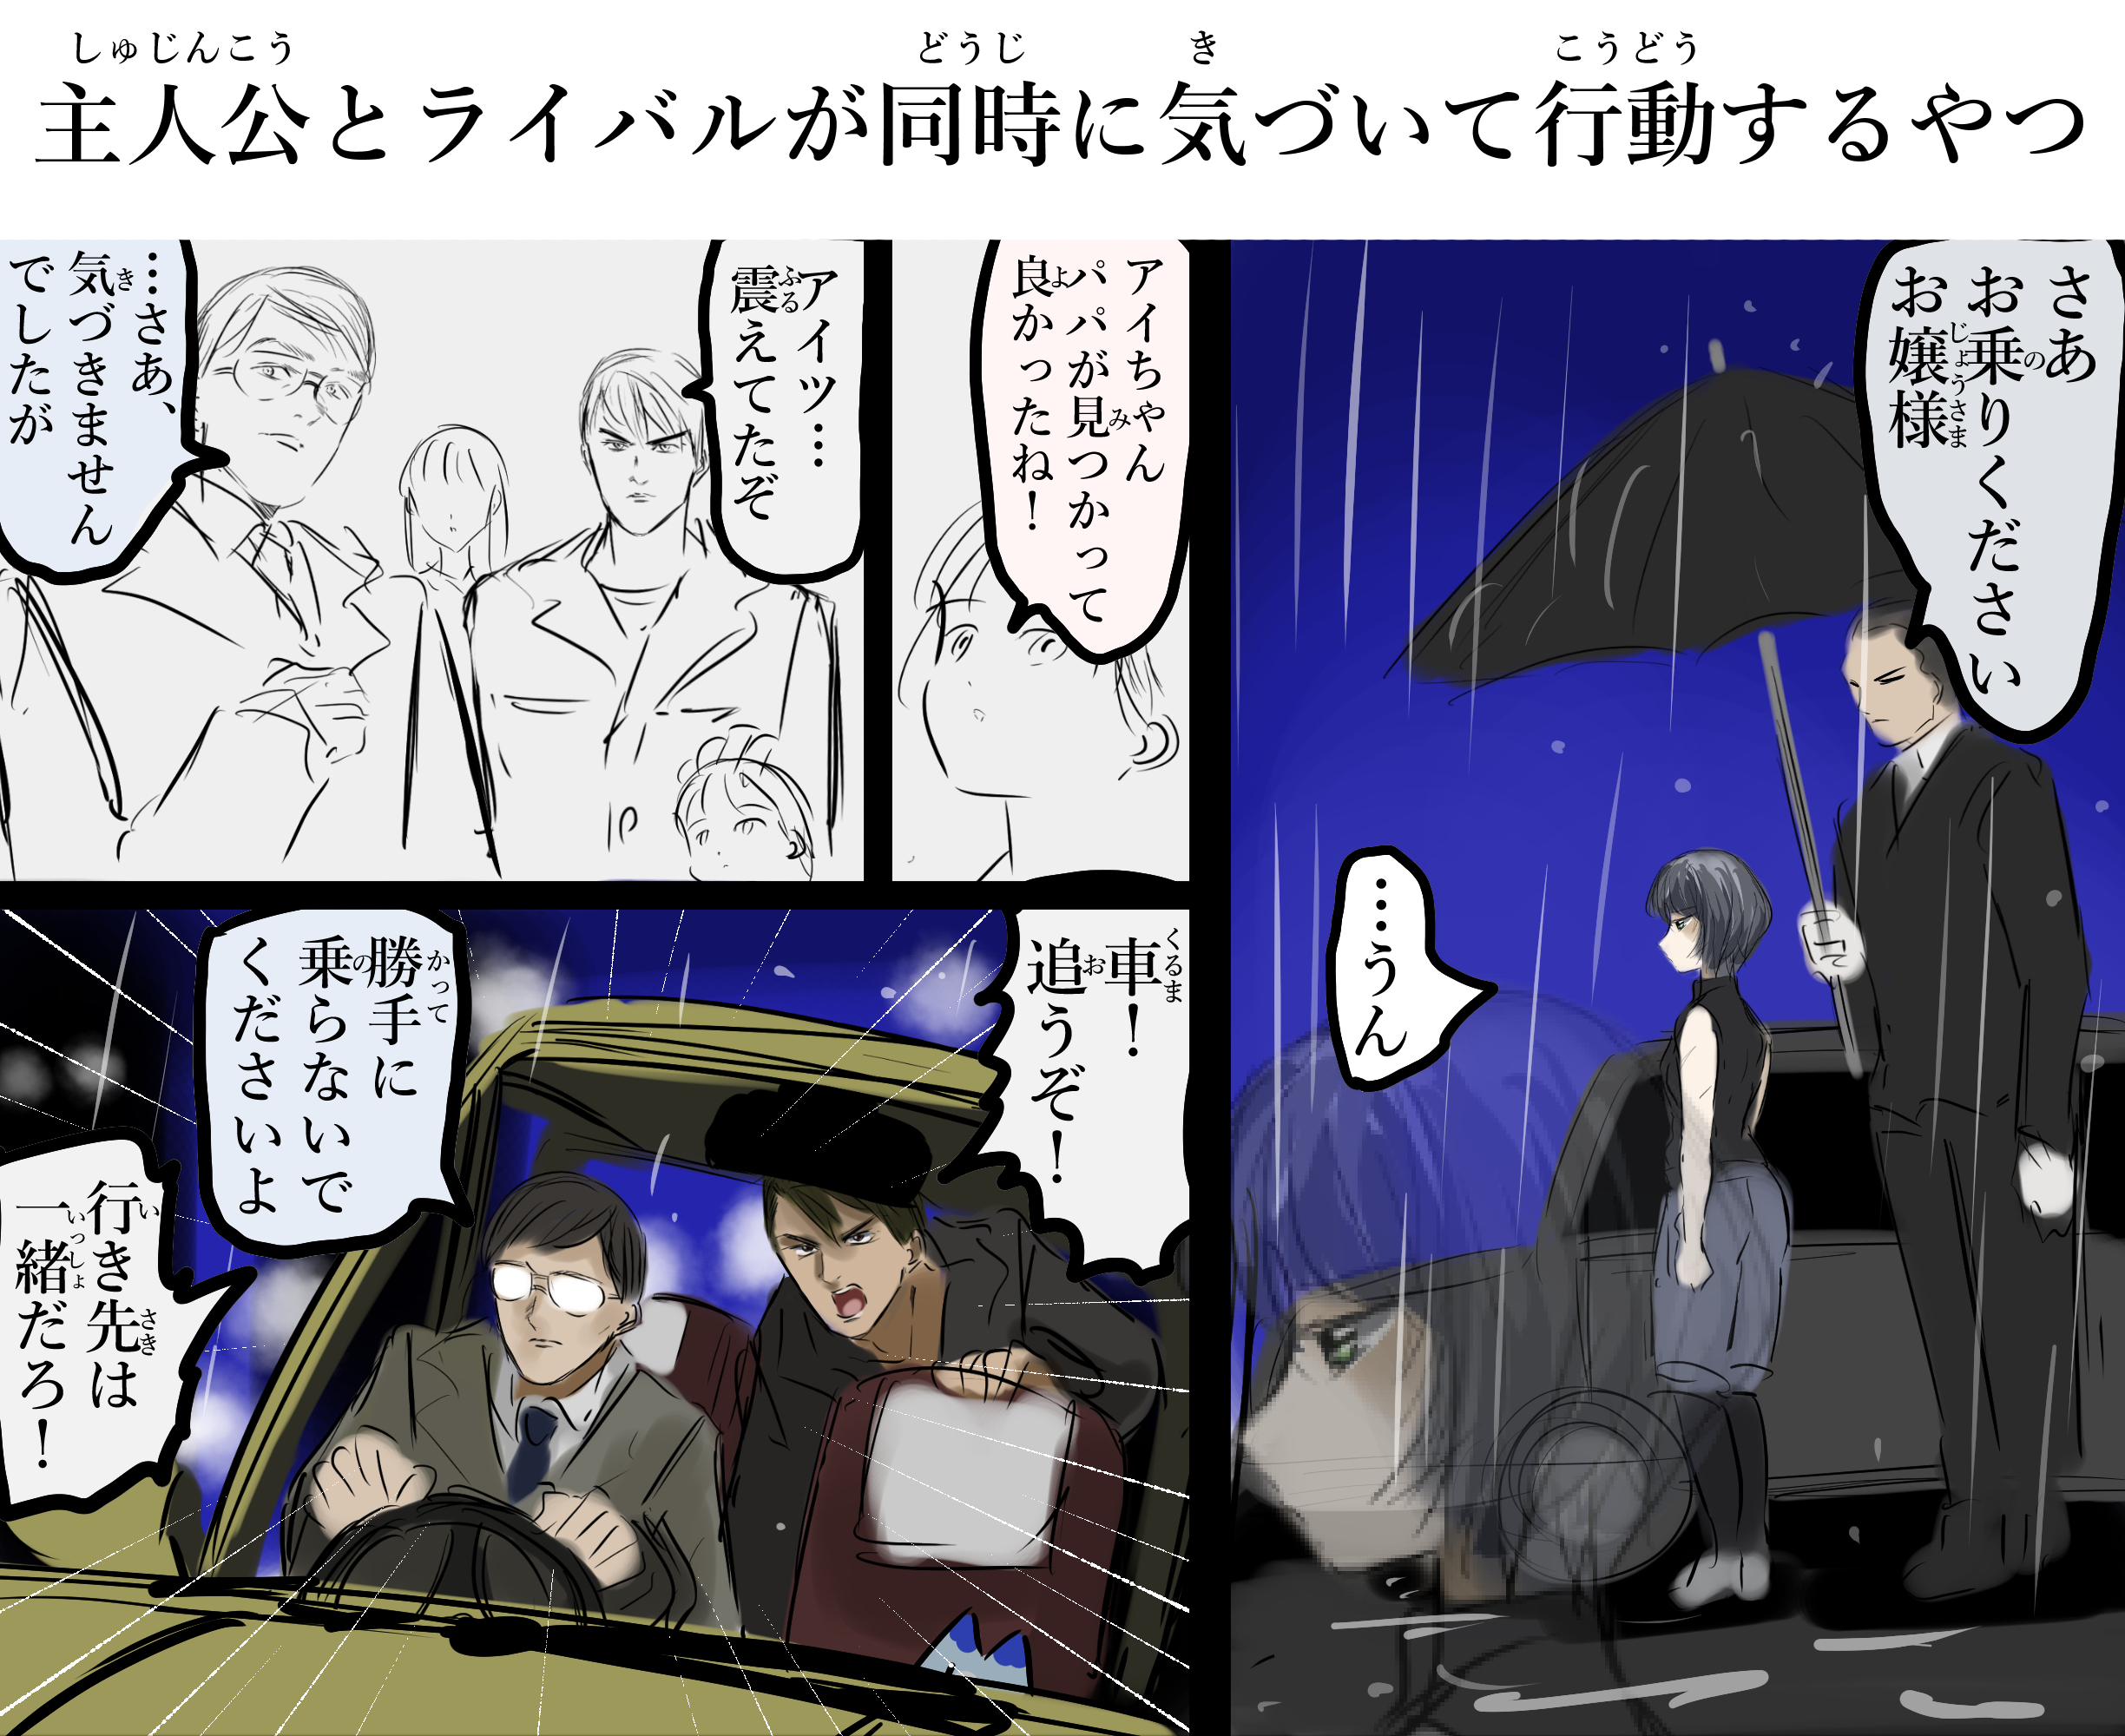 主人公とライバルが同時に気づいて行動するやつ
さあ
お乗りください
お嬢様
…うん
アイちゃん
パパが見つかって
良かったね！
アイツ…
震えてたぞ
…さあ、
気づきません
でしたが
車！
追うぞ！
勝手に
乗らないで
くださいよ
行き先は
一緒だろ！